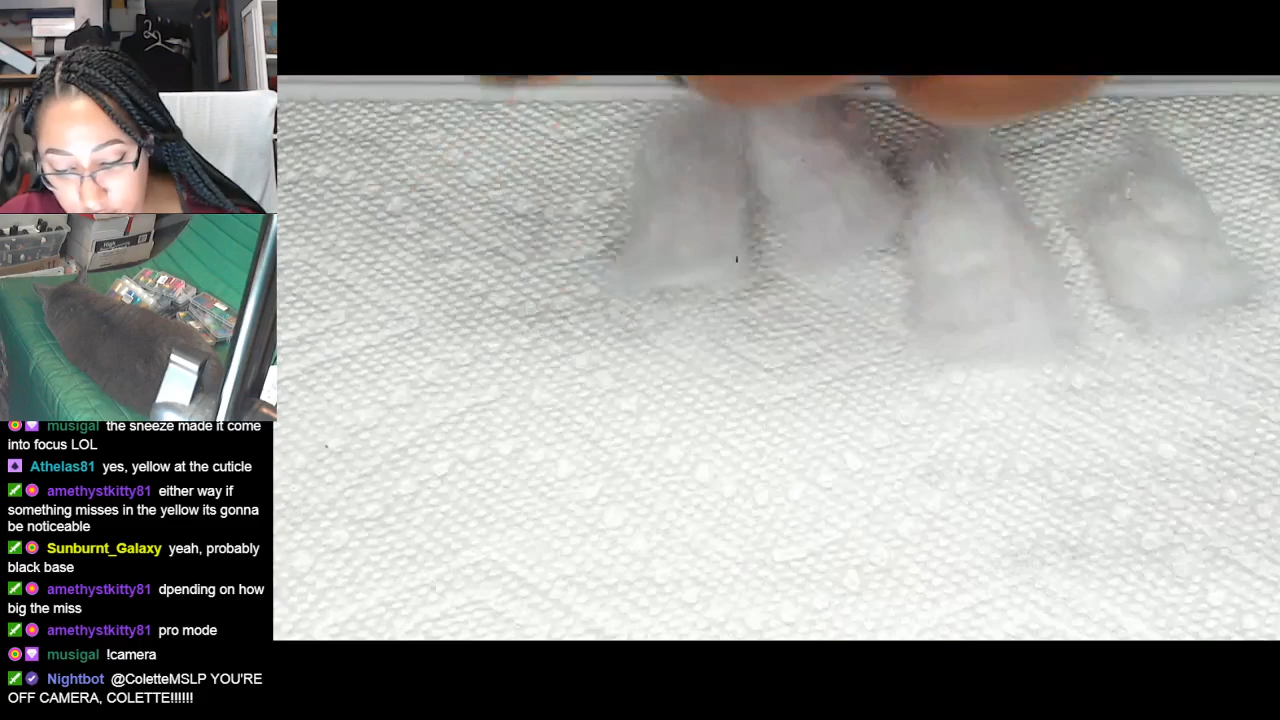 High
musigal the sneeze made it come
into focus LOL
Athelas81 yes, yellow at the cuticle
amethystkitty81 either way if
something misses in the yellow its gonna
be noticeable
Sunburnt_Galaxy yeah, probably
black base
amethystkitty81 dpending on how
big the miss
amethystkitty81 pro mode
musigal !camera
Nightbot @ColetteMSLP YOU'RE
OFF CAMERA, COLETTE!!!!!!